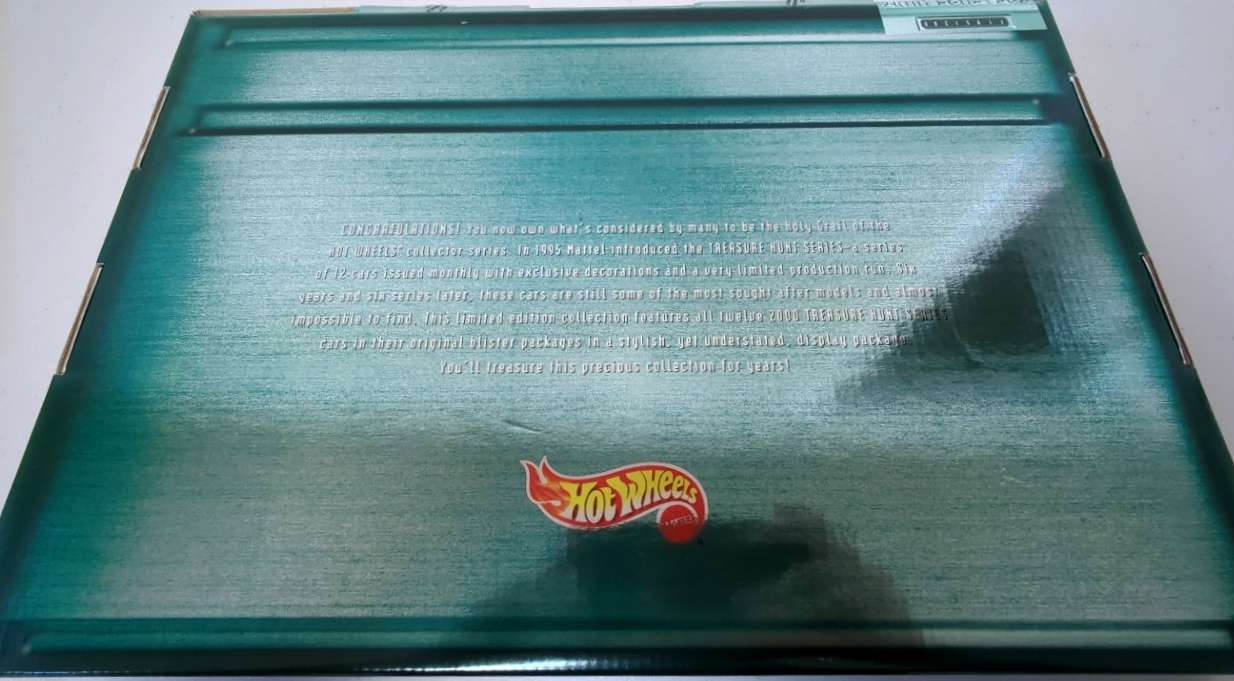 CONGRATULATIONS! You now own what's considered by many to be the Holy Grail of the
HOT WHEELS® collector series. In 1995 Mattel introduced the TREASURE HUNT SERIES–a series
of 12-cars issued monthly with exclusive decorations and a very limited production run. Six
years and six-series later, these cars are still some of the most sought after models and almost
impossible to find. This limited edition collection features all twelve 2000 TREASURE HUNT SERIES
cars in their original blister packages in a stylish, yet understated, display package.
You'll treasure this precious collection for years!
HOT WHEELS
MATTEL